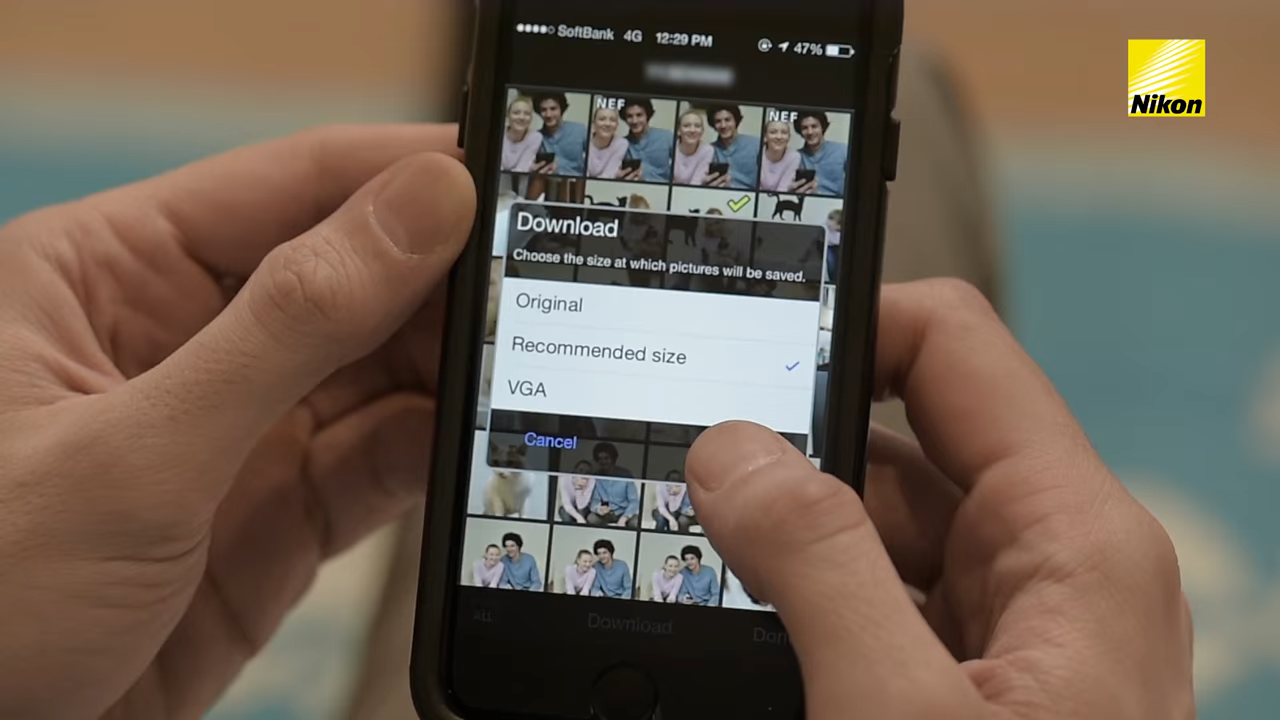 SoftBank 4G 12:29 PM 47%
Nikon
NEF NEF
Download
Choose the size at which pictures will be saved.
Original
Recommended size
VGA
Cancel
Download